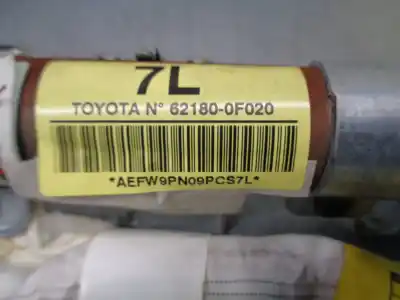 7L
TOYOTA N° 62180-0F020
*AEFW9PN09PCS7L*